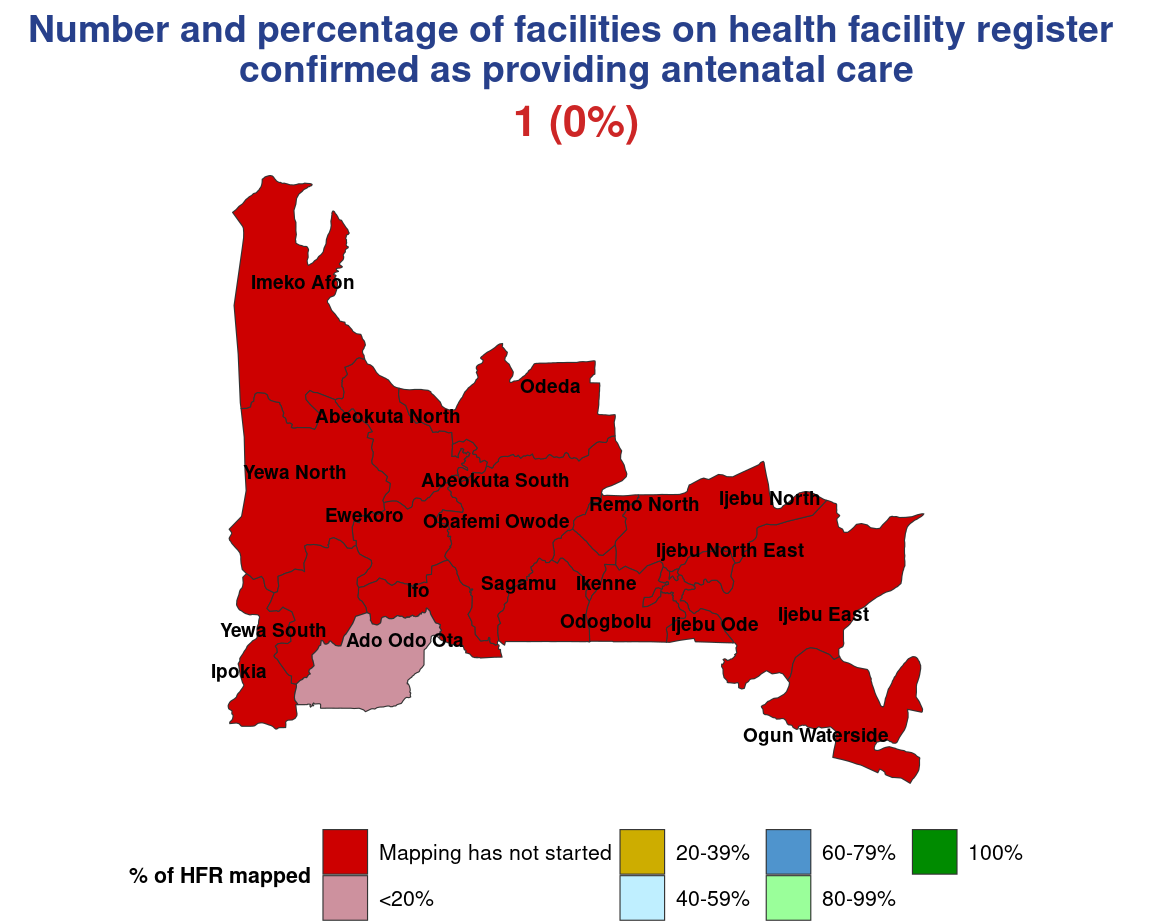 Number and percentage of facilities on health facility register
confirmed as providing antenatal care
1 (0%)
Imeko Afon
Odeda
Abeokuta North
Yewa North
Abeokuta South
Ijebu North
Remo North
Ewekoro
Obafemi Owode
Ijebu North East
Sagamu
Ikenne
Ifo
Ijebu East
Odogbolu
Ijebu Ode
Yewa South
Ado Odo Ota
Ipokia
Ogun Waterside
% of HFR mapped
Mapping has not started
<20%
20-39%
40-59%
60-79%
80-99%
100%